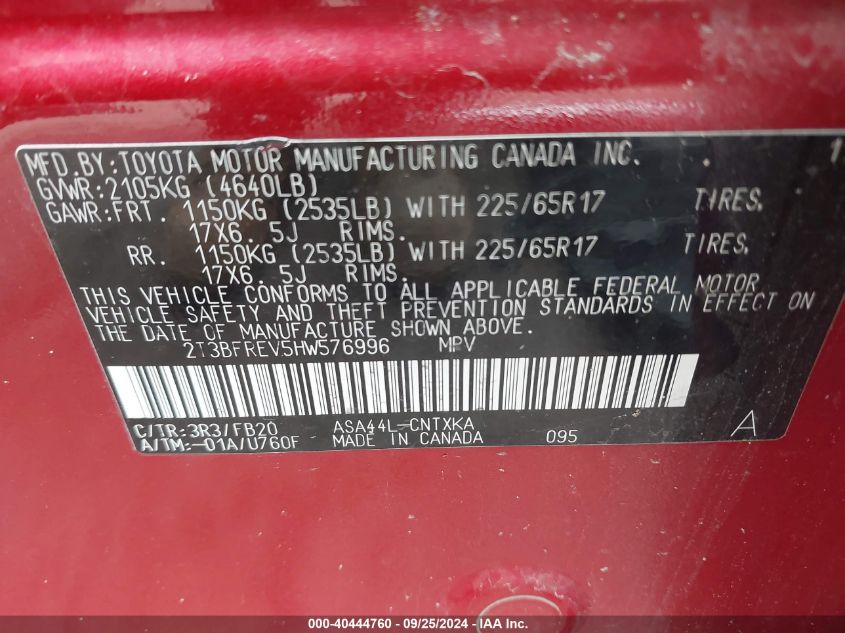 MFD.BY:TOYOTA MOTOR MANUFACTURING CANADA INC. 1
GVWR:2105KG (4640LB)
GAWR:FRT. 1150KG (2535LB) WITH 225/65R17 TIRES,
17X6.5J RIMS.
RR. 1150KG (2535LB) WITH 225/65R17 TIRES,
17X6.5J RIMS.
THIS VEHICLE CONFORMS TO ALL APPLICABLE FEDERAL MOTOR
VEHICLE SAFETY AND THEFT PREVENTION STANDARDS IN EFFECT ON
THE DATE OF MANUFACTURE SHOWN ABOVE.
2T3BFREV5HW576996 MPV
C/TR:3R3/FB20 ASA44L-CNTXKA
A/TM:-01A/U760F MADE IN CANADA 095 A
000-40444760 - 09/25/2024 - IAA Inc.